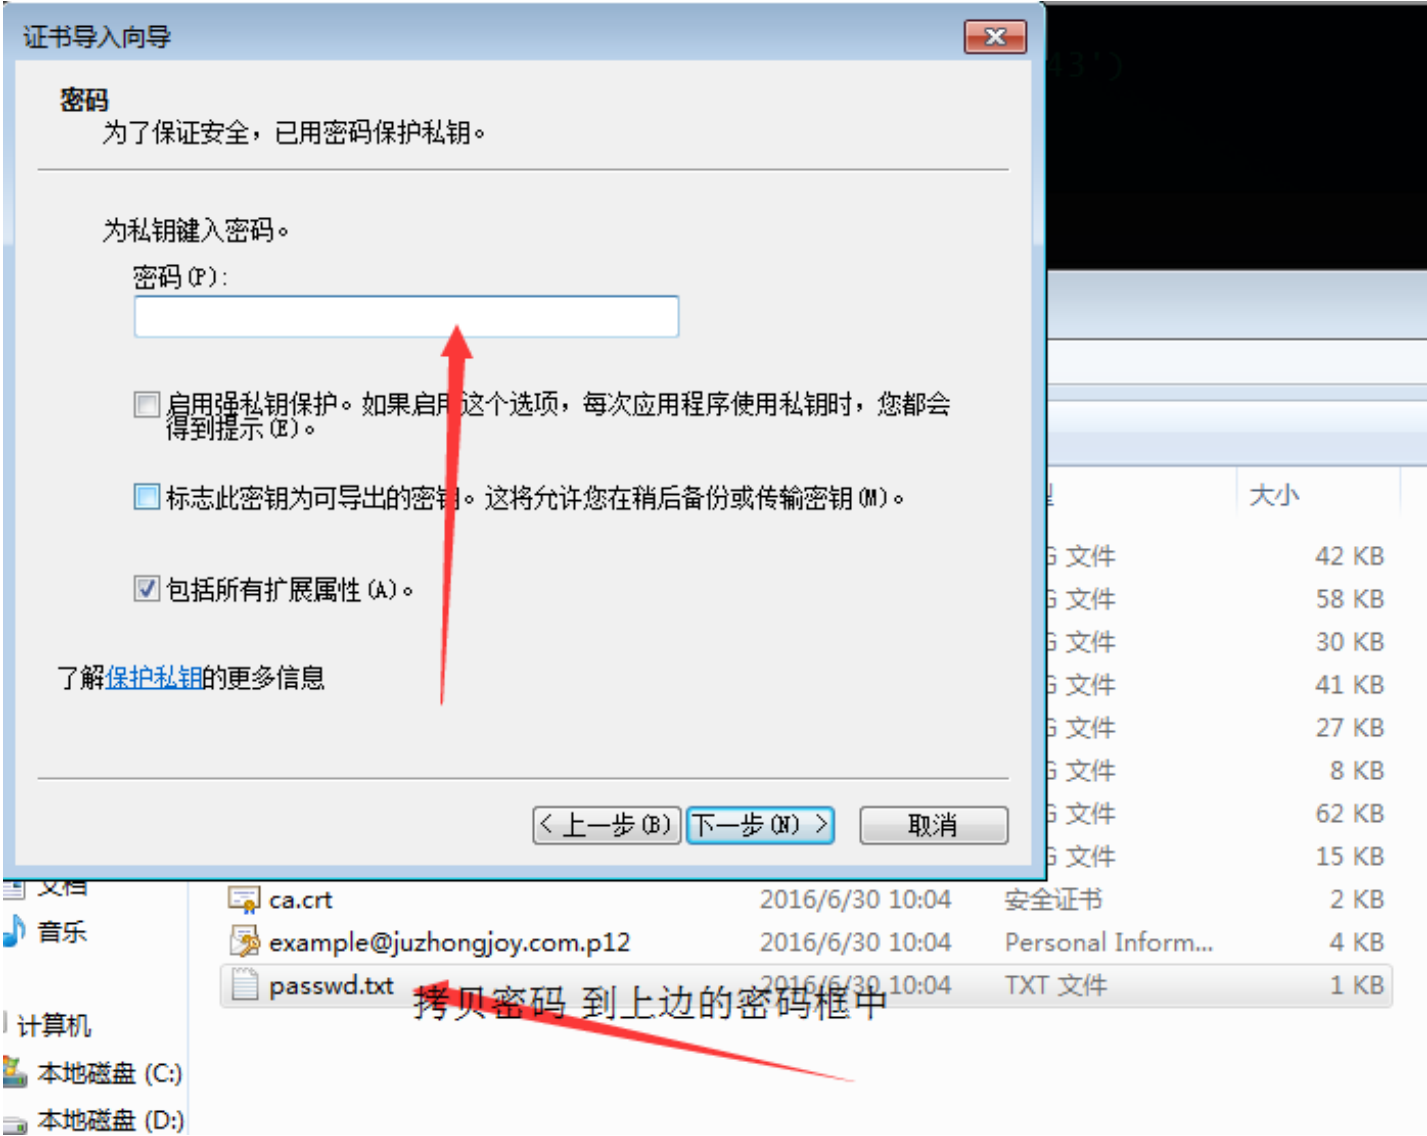 证书导入向导
43')
密码
为了保证安全，已用密码保护私钥。
为私钥键入密码。
密码(P):
启用强私钥保护。如果启用这个选项，每次应用程序使用私钥时，您都会
得到提示(E)。
标志此密钥为可导出的密钥。这将允许您在稍后备份或传输密钥(M)。
包括所有扩展属性(A)。
了解保护私钥的更多信息
< 上一步(B) 下一步(N) > 取消
型 大小
G 文件 42 KB
G 文件 58 KB
G 文件 30 KB
G 文件 41 KB
G 文件 27 KB
G 文件 8 KB
G 文件 62 KB
G 文件 15 KB
文档
音乐
计算机
本地磁盘 (C:)
本地磁盘 (D:)
ca.crt 2016/6/30 10:04 安全证书 2 KB
example@juzhongjoy.com.p12 2016/6/30 10:04 Personal Inform... 4 KB
passwd.txt 2016/6/30 10:04 TXT 文件 1 KB
拷贝密码 到上边的密码框中